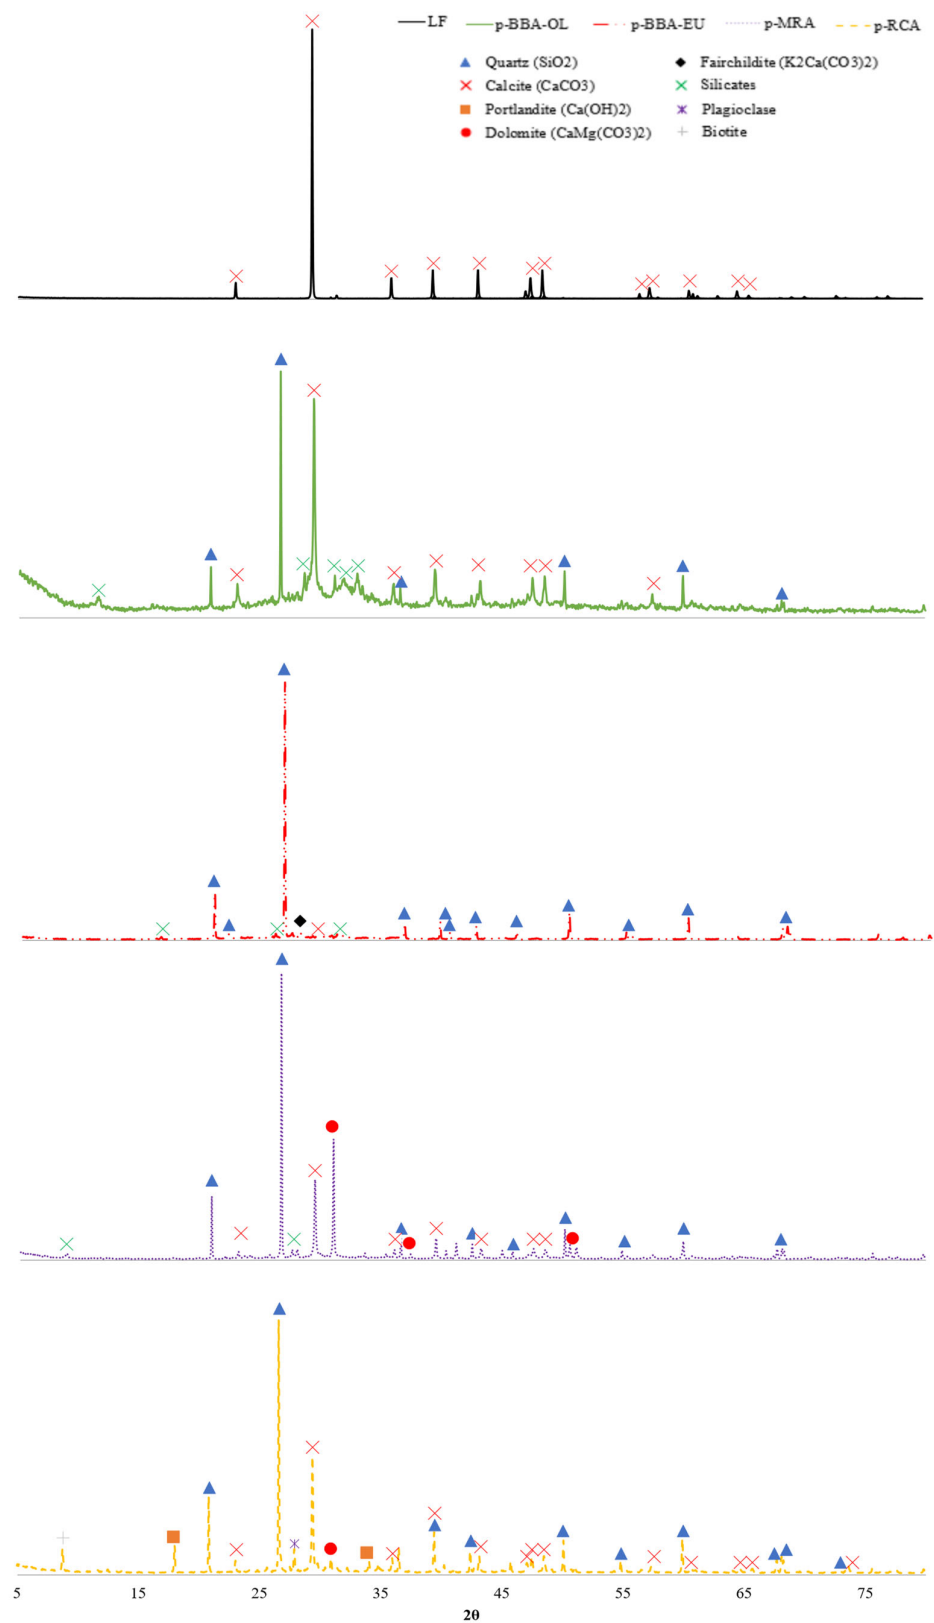 LF p-BBA-OL p-BBA-EU p-MRA p-RCA
Quartz (SiO2) Fairchildite (K2Ca(CO3)2)
Calcite (CaCO3) Silicates
Portlandite (Ca(OH)2) Plagioclase
Dolomite (CaMg(CO3)2) Biotite
5 15 25 35 45 55 65 75
2θ